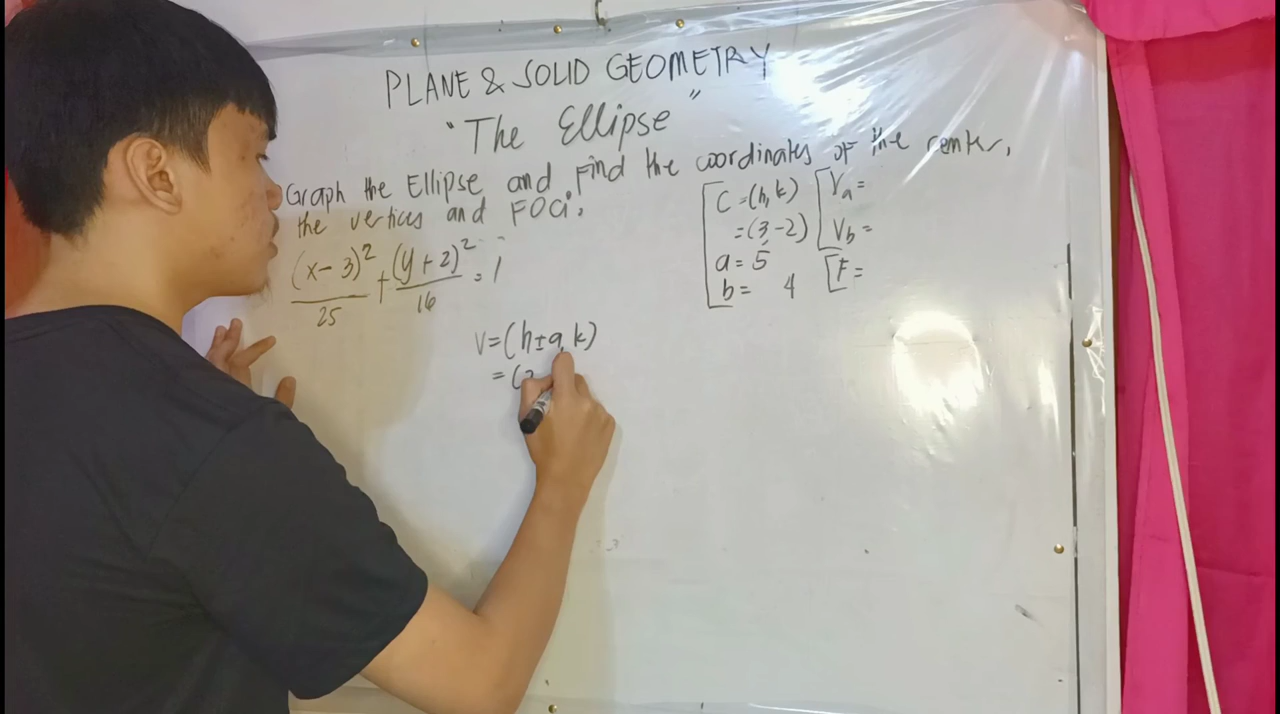 PLANE & SOLID GEOMETRY
"The Ellipse"
Graph the Ellipse and Find the coordinates of the center,
the vertices and FOCi.
(x-3)²/25 + (y+2)²/16 = 1
C=(h,k)
=(3,-2)
a=5
b= 4
Va=
Vb=
F=
V=(h±a,k)
=(3